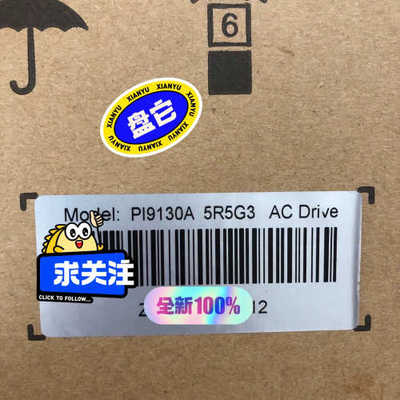 6
XIANYU XIANYU
盘它
XIANYU XIANYU
Model: PI9130A 5R5G3 AC Drive
求关注
CLICK TO FOLLOW...
全新100%
2
12